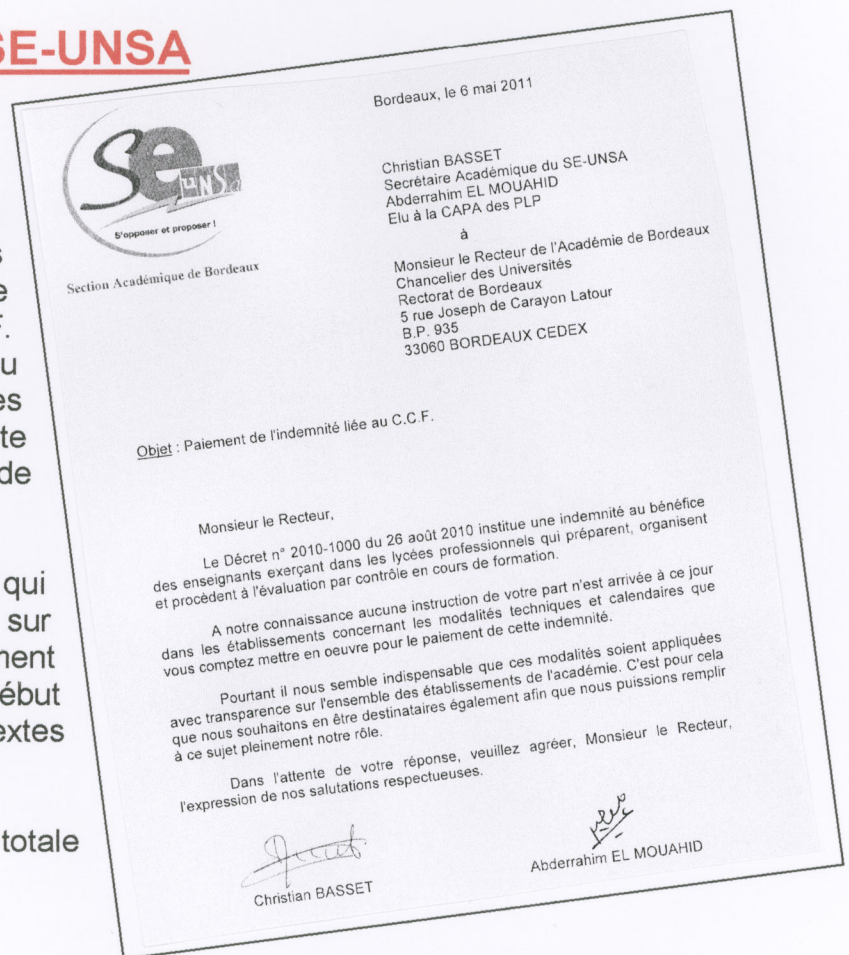 SE-UNSA
s
e
F.
u
es
te
de
qui
sur
ment
ébut
extes
totale
Se
UNSa
S'opposer et proposer !
Section Académique de Bordeaux
Bordeaux, le 6 mai 2011
Christian BASSET
Secrétaire Académique du SE-UNSA
Abderrahim EL MOUAHID
Elu à la CAPA des PLP
à
Monsieur le Recteur de l'Académie de Bordeaux
Chancelier des Universités
Rectorat de Bordeaux
5 rue Joseph de Carayon Latour
B.P. 935
33060 BORDEAUX CEDEX
Objet : Paiement de l'indemnité liée au C.C.F.
Monsieur le Recteur,
Le Décret n° 2010-1000 du 26 août 2010 institue une indemnité au bénéfice
des enseignants exerçant dans les lycées professionnels qui préparent, organisent
et procèdent à l'évaluation par contrôle en cours de formation.
A notre connaissance aucune instruction de votre part n'est arrivée à ce jour
dans les établissements concernant les modalités techniques et calendaires que
vous comptez mettre en oeuvre pour le paiement de cette indemnité.
Pourtant il nous semble indispensable que ces modalités soient appliquées
avec transparence sur l'ensemble des établissements de l'académie. C'est pour cela
que nous souhaitons en être destinataires également afin que nous puissions remplir
à ce sujet pleinement notre rôle.
Dans l'attente de votre réponse, veuillez agréer, Monsieur le Recteur,
l'expression de nos salutations respectueuses.
Christian BASSET
Abderrahim EL MOUAHID